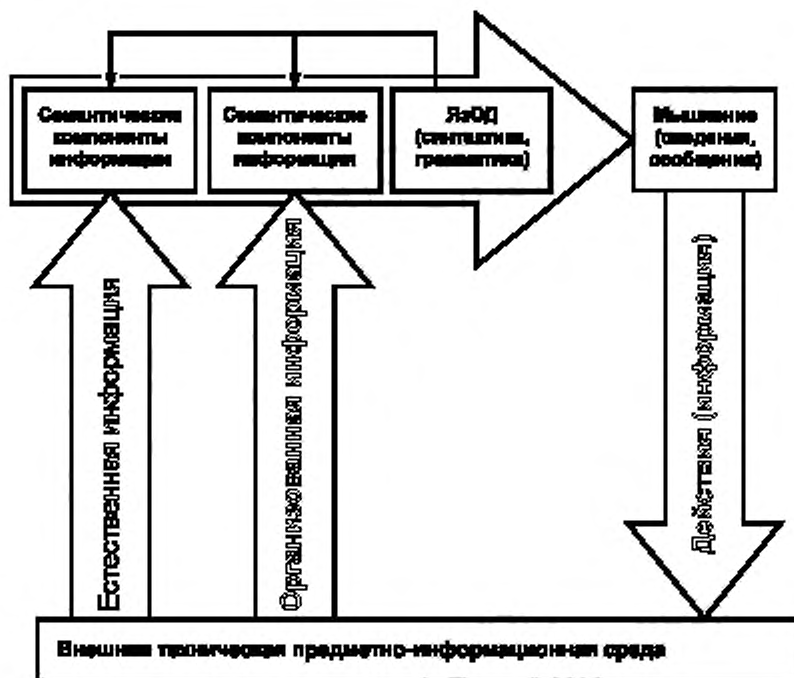 Семантические
компоненты
информации
Семантические
компоненты
информации
ЯзОД
(синтактика,
грамматика)
Мышление
(сведения,
сообщения)
Естественная информация
Организованная информация
Действия (информация)
Внешняя техническая предметно-информационная среда